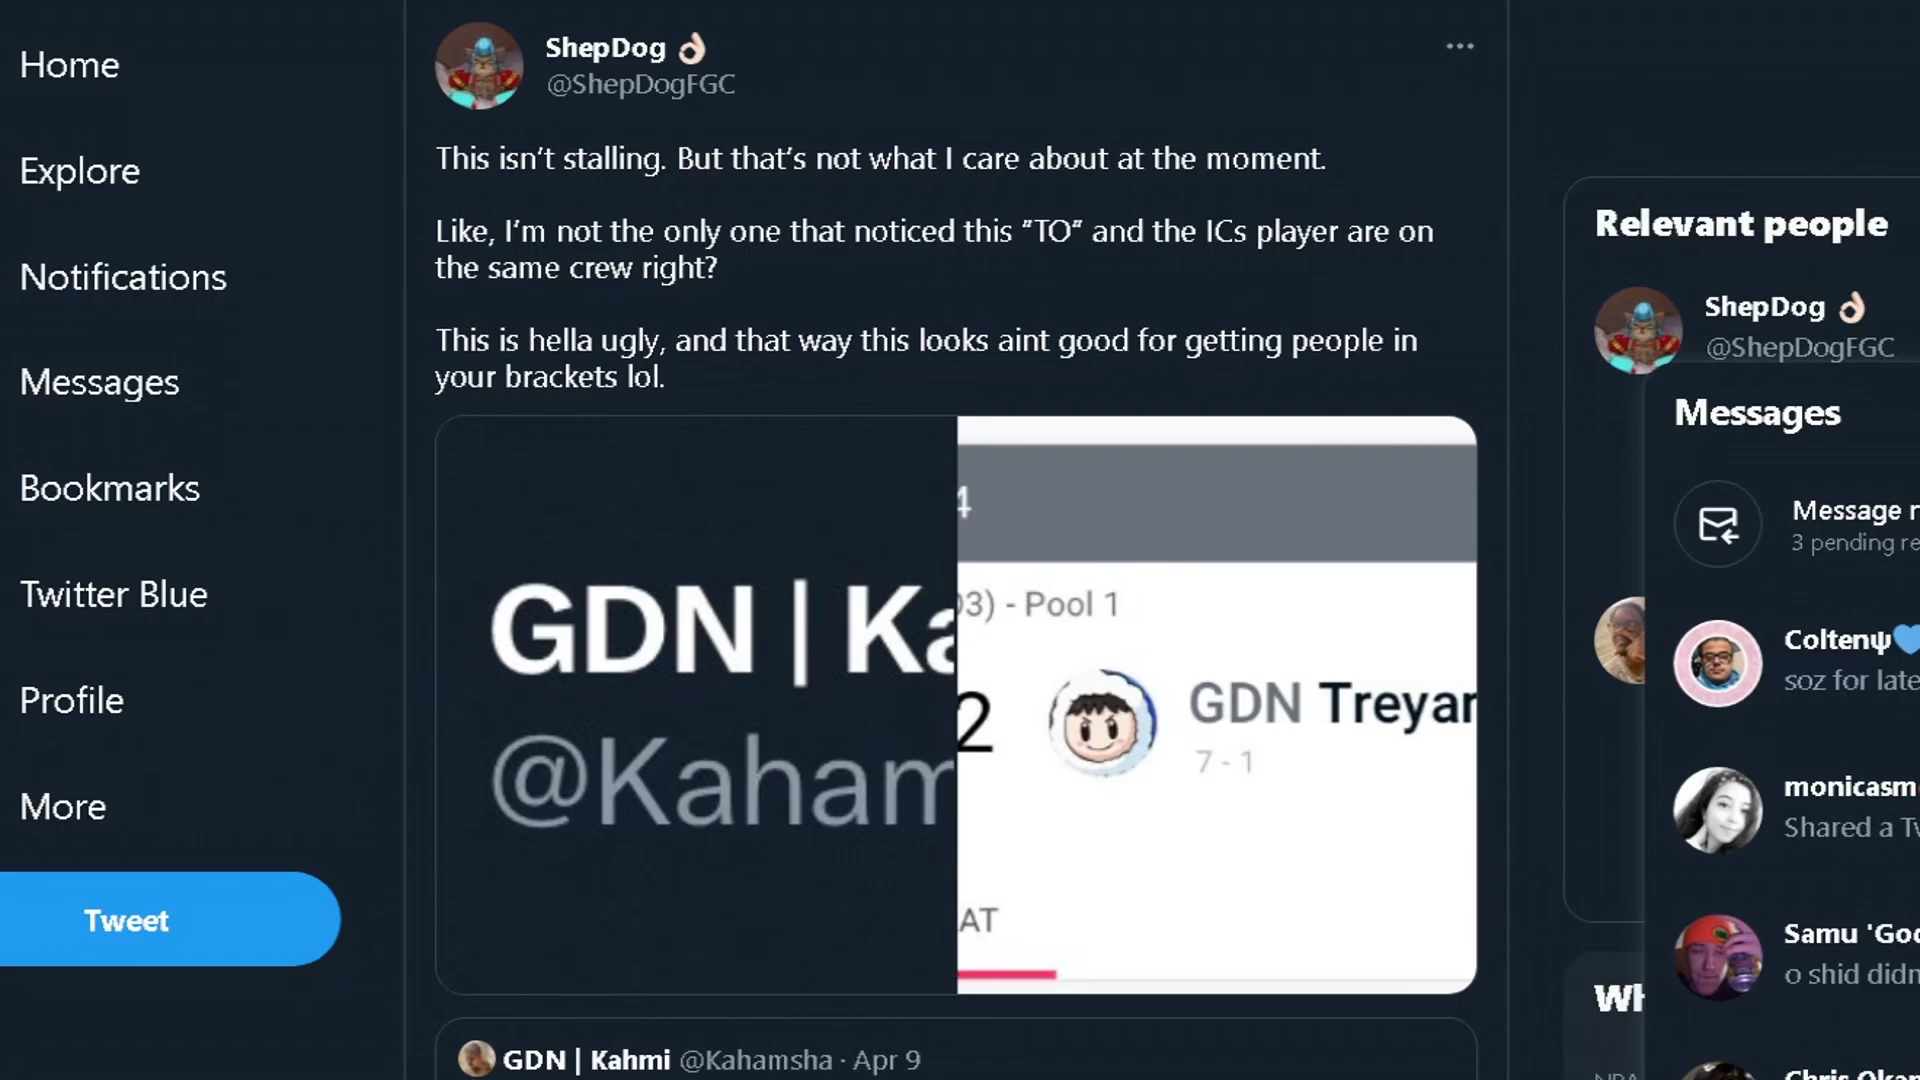 Home
Explore
Notifications
Messages
Bookmarks
Twitter Blue
Profile
More
Tweet
ShepDog 👌🏻
@ShepDogFGC
This isn’t stalling. But that’s not what I care about at the moment.
Like, I’m not the only one that noticed this “TO” and the ICs player are on
the same crew right?
This is hella ugly, and that way this looks aint good for getting people in
your brackets lol.
GDN | Ka
@Kaham
4
03) - Pool 1
2
GDN Treyar
7 - 1
AT
GDN | Kahmi @Kahamsha · Apr 9
Relevant people
ShepDog 👌🏻
@ShepDogFGC
Messages
Message r
3 pending re
Coltenψ💙
soz for late
monicasm
Shared a Tw
Samu 'Goo
o shid didn
Wh